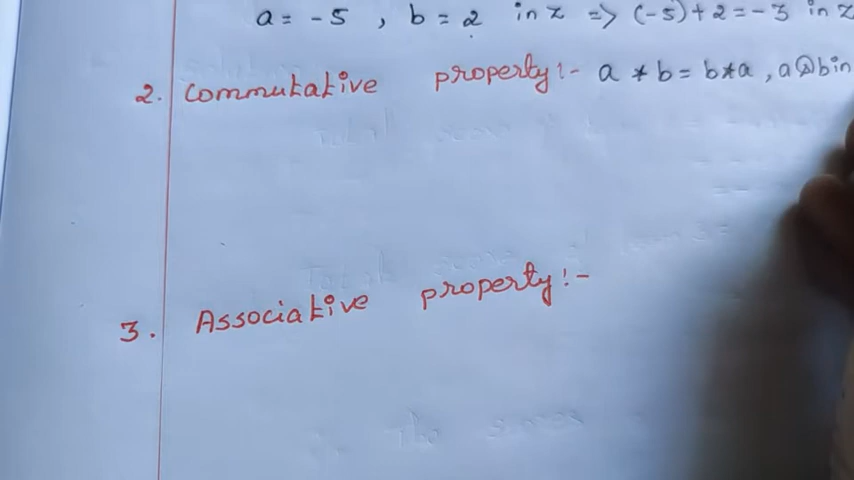 a = -5 , b = 2 in z => (-5)+2 = -3 in z
2. Commutative property :- a * b = b*a , a & b in
3. Associative property :-